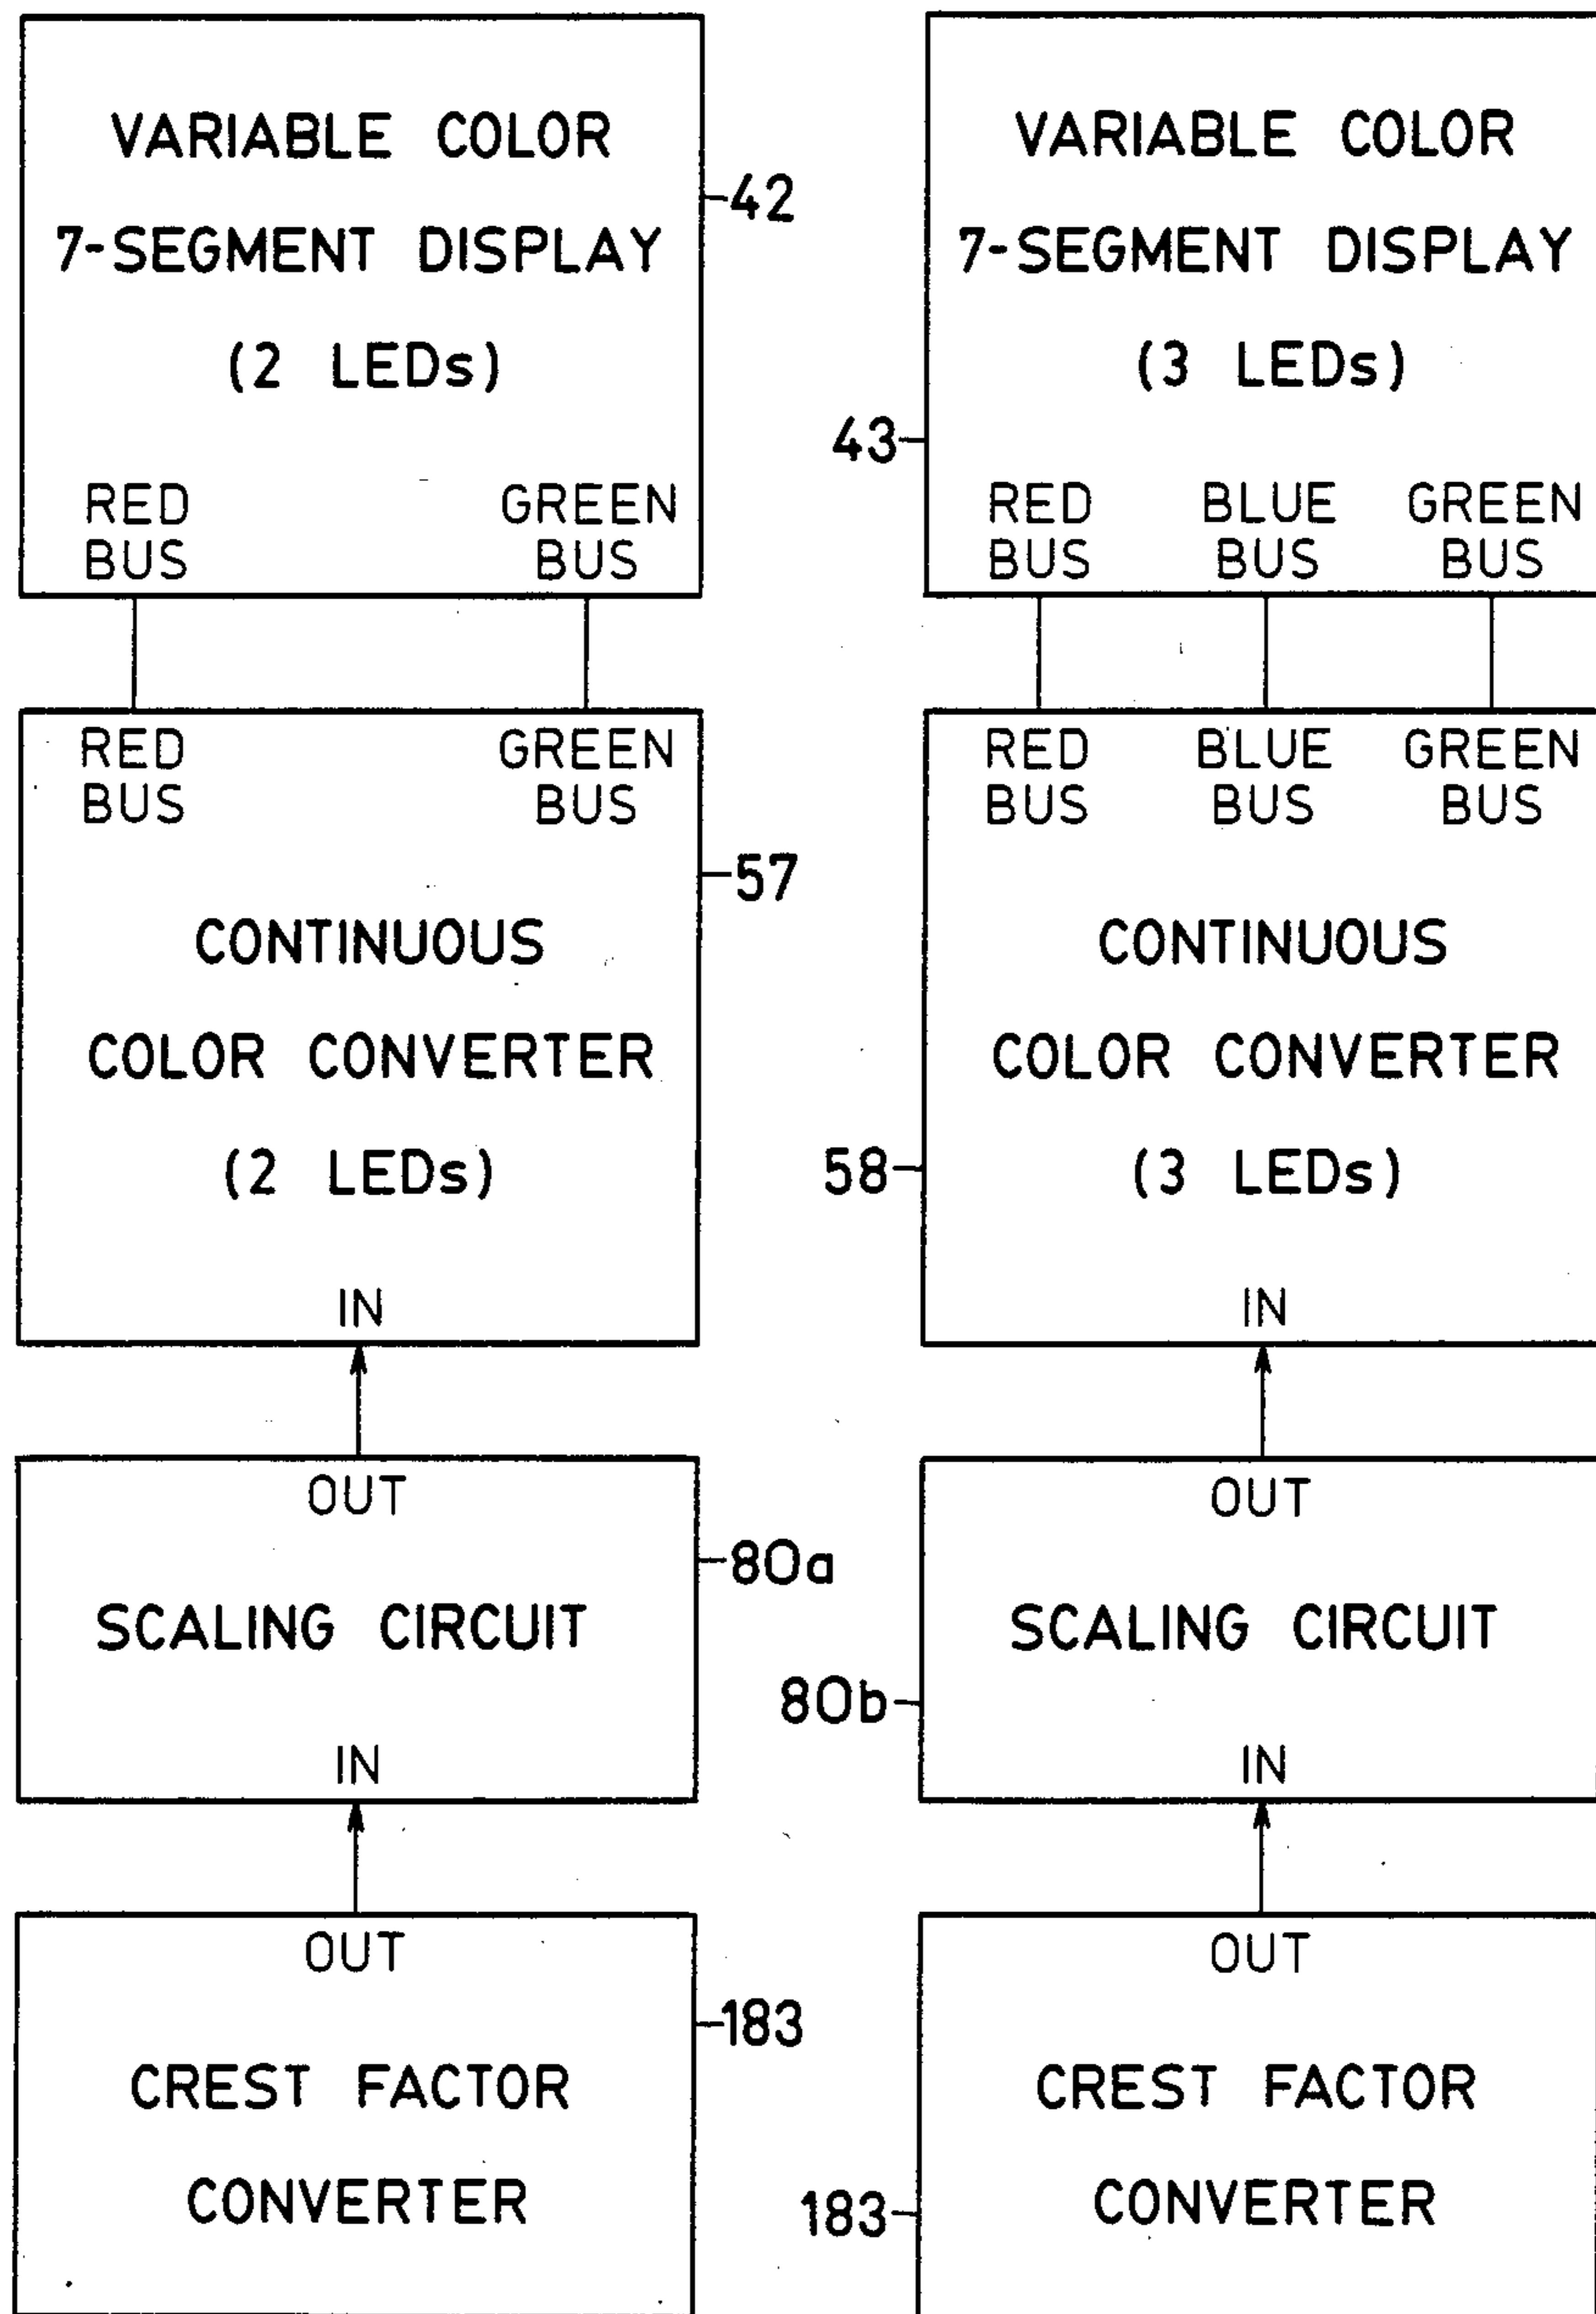 VARIABLE COLOR
7-SEGMENT DISPLAY
(2 LEDs)
42
RED BUS
GREEN BUS
RED BUS
GREEN BUS
57
CONTINUOUS
COLOR CONVERTER
(2 LEDs)
IN
OUT
80a
SCALING CIRCUIT
IN
OUT
183
CREST FACTOR
CONVERTER
VARIABLE COLOR
7-SEGMENT DISPLAY
(3 LEDs)
43
RED BUS
BLUE BUS
GREEN BUS
RED BUS
BLUE BUS
GREEN BUS
CONTINUOUS
COLOR CONVERTER
58
(3 LEDs)
IN
OUT
SCALING CIRCUIT
80b
IN
OUT
CREST FACTOR
CONVERTER
183